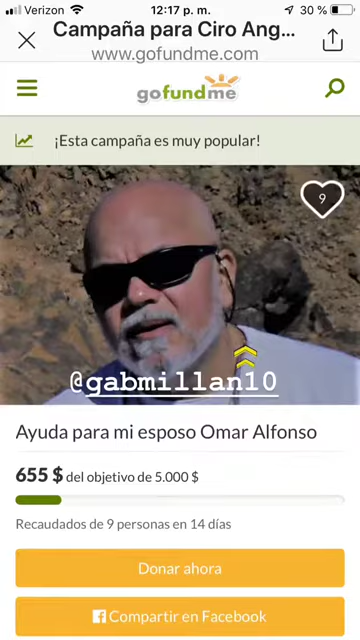 Verizon 12:17 p. m. 30 %
Campaña para Ciro Ang...
www.gofundme.com
gofundme
¡Esta campaña es muy popular!
9
@gabmillan10
Ayuda para mi esposo Omar Alfonso
655 $ del objetivo de 5.000 $
Recaudados de 9 personas en 14 días
Donar ahora
Compartir en Facebook